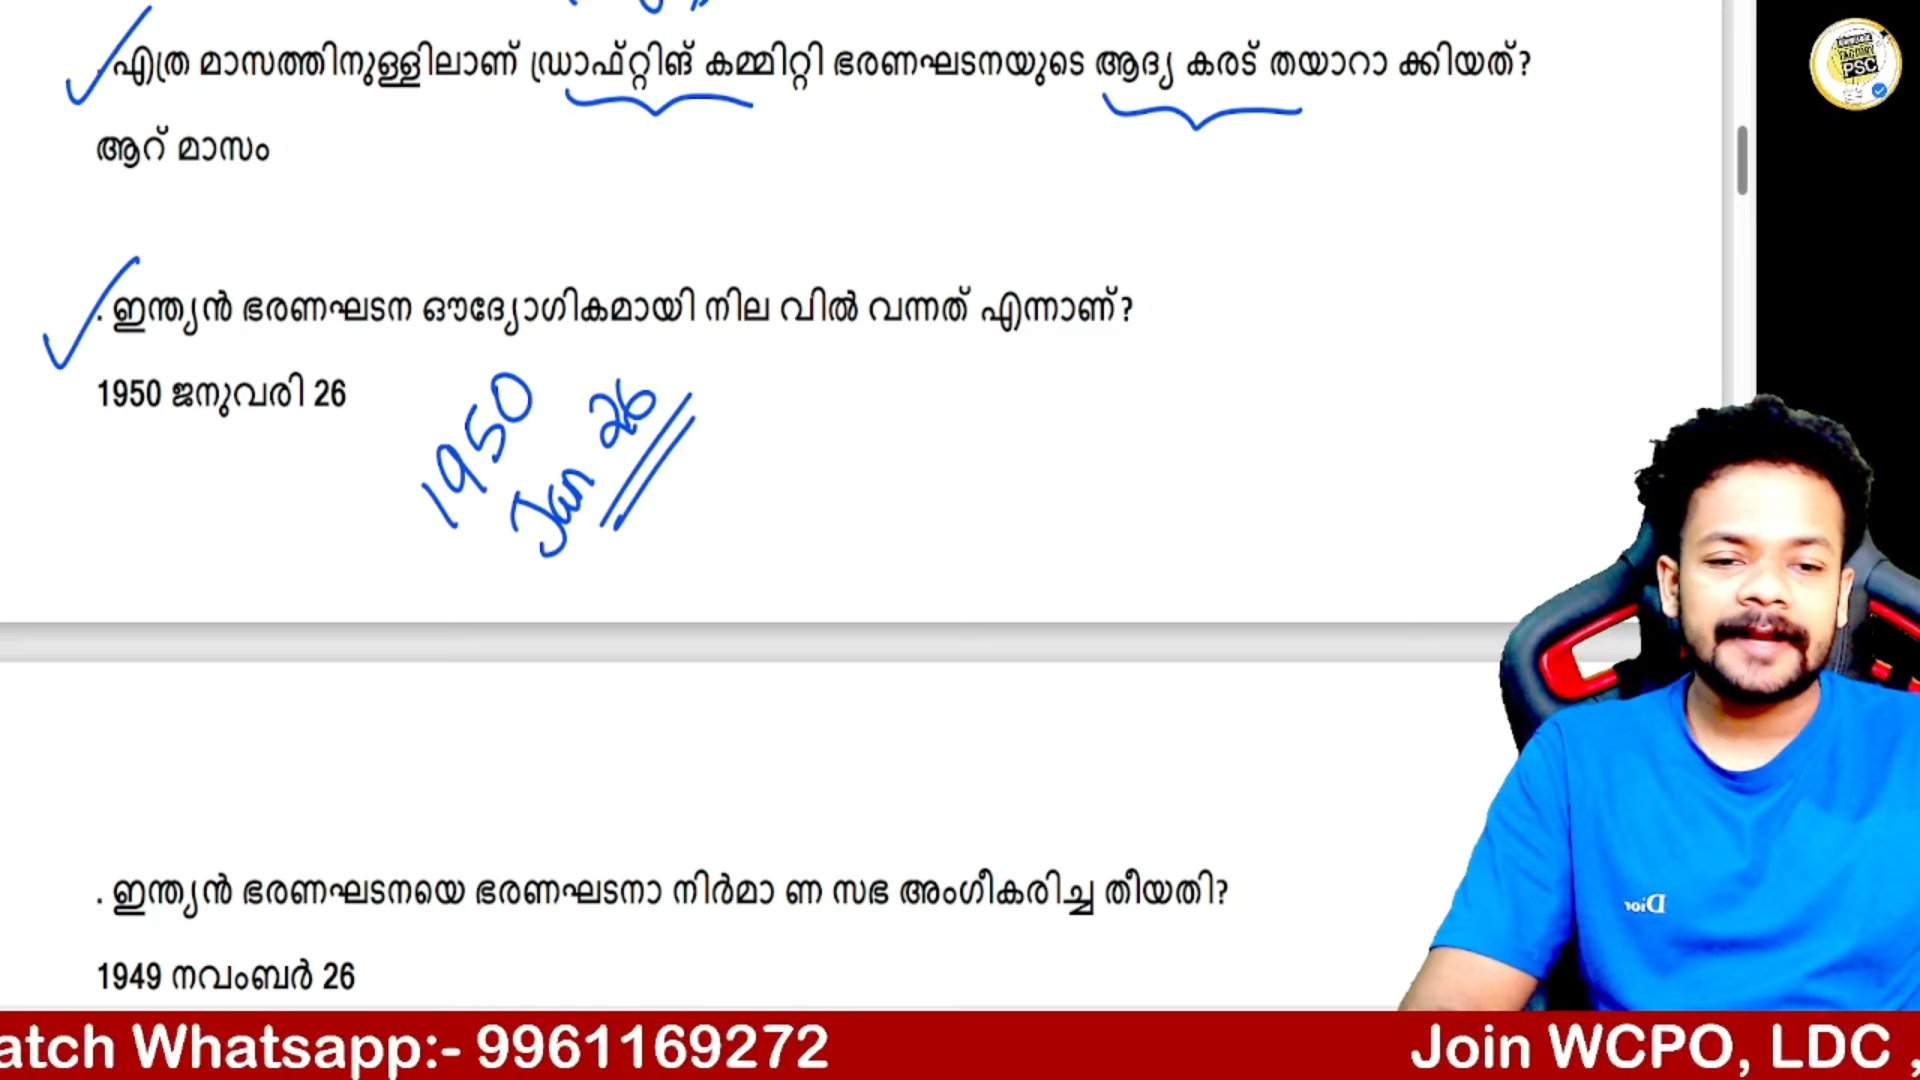 എത്ര മാസത്തിനുള്ളിലാണ് ഡ്രാഫ്റ്റിങ് കമ്മിറ്റി ഭരണഘടനയുടെ ആദ്യ കരട് തയാറാ ക്കിയത്?
ആറ് മാസം
. ഇന്ത്യൻ ഭരണഘടന ഔദ്യോഗികമായി നില വിൽ വന്നത് എന്നാണ്?
1950 ജനുവരി 26
1950
Jan 26
. ഇന്ത്യൻ ഭരണഘടനയെ ഭരണഘടനാ നിർമാ ണ സഭ അംഗീകരിച്ച തീയതി?
1949 നവംബർ 26
PSC
Dior
atch Whatsapp:- 9961169272
Join WCPO, LDC ,